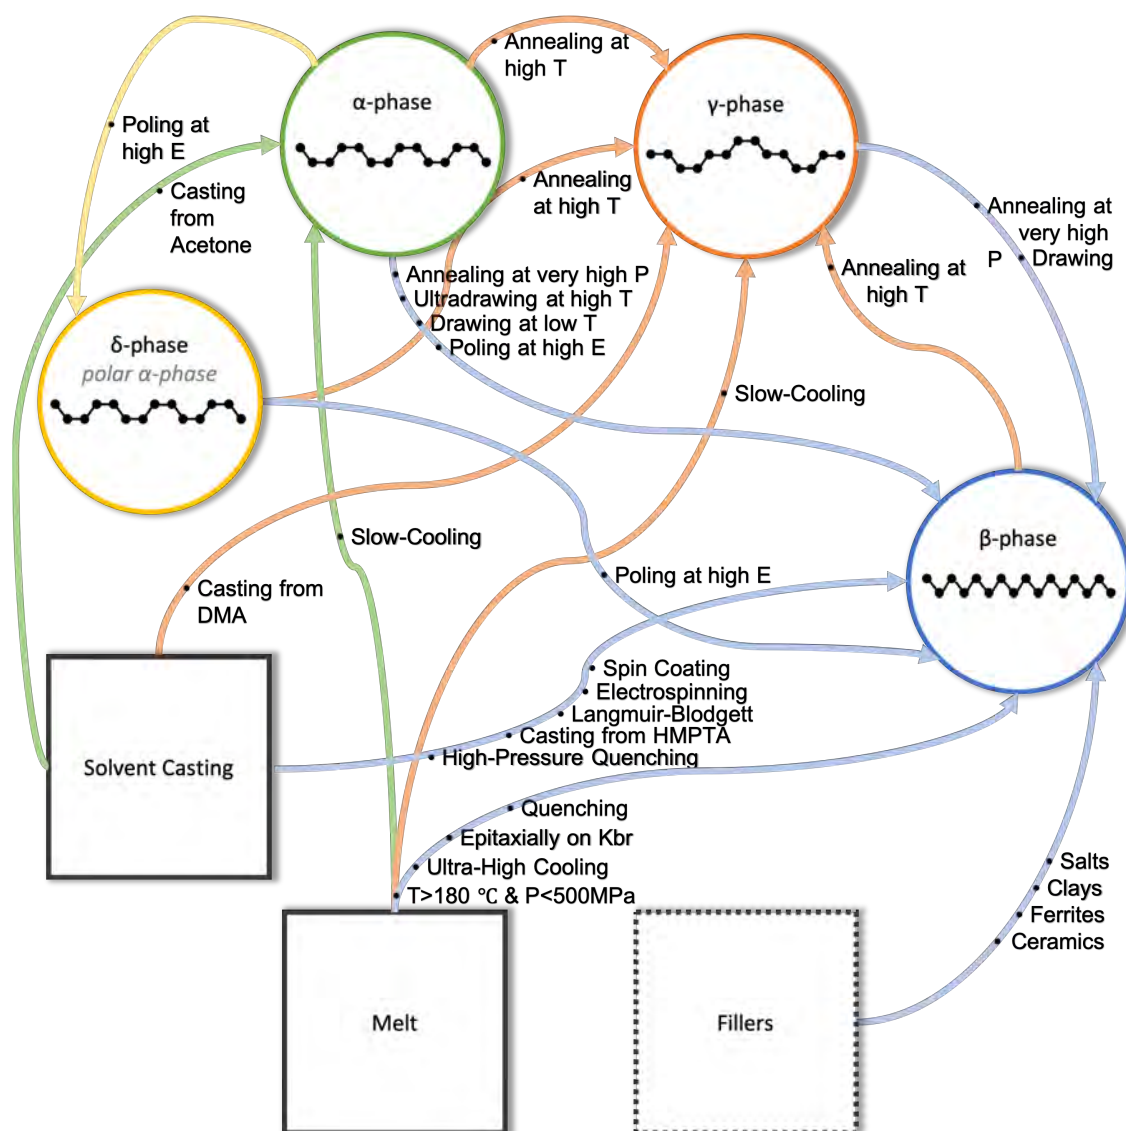 Annealing at
high T
α-phase
γ-phase
Poling at
high E
Casting
from
Acetone
Annealing
at high T
Annealing at
very high
P
Drawing
Annealing at very high P
Ultradrawing at high T
Drawing at low T
Poling at high E
Annealing at
high T
δ-phase
polar α-phase
Slow-Cooling
Slow-Cooling
β-phase
Casting from
DMA
Poling at high E
Spin Coating
Electrospinning
Langmuir-Blodgett
Casting from HMPTA
High-Pressure Quenching
Solvent Casting
Quenching
Epitaxially on Kbr
Ultra-High Cooling
T>180 ℃ & P<500MPa
Salts
Clays
Ferrites
Ceramics
Melt
Fillers